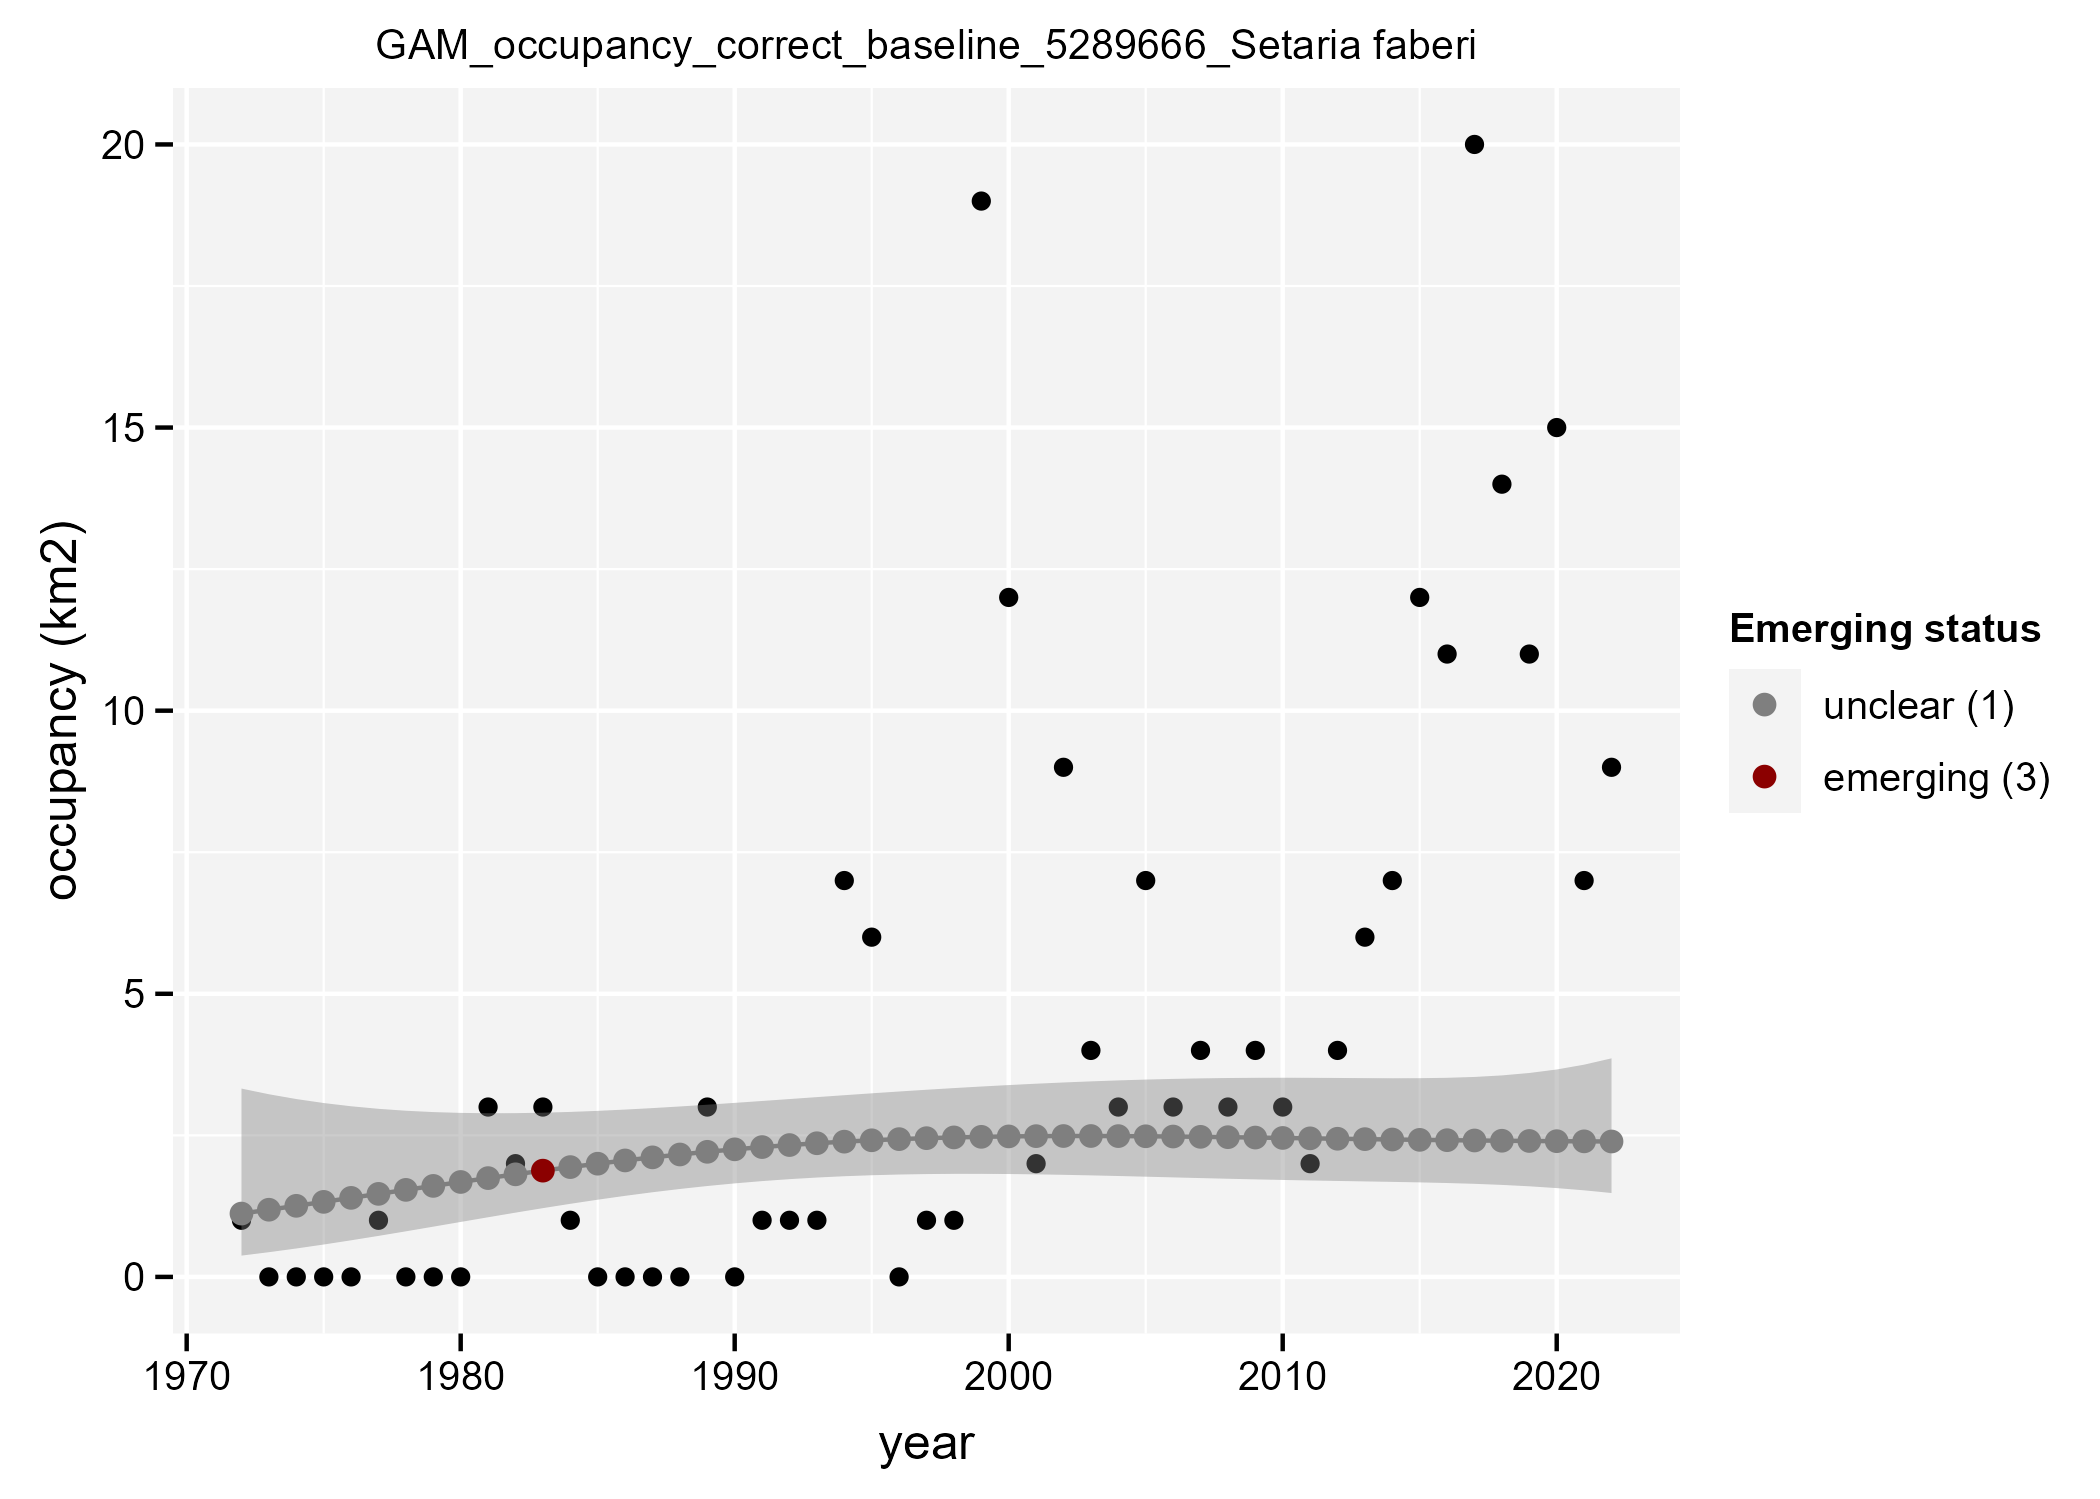 GAM_occupancy_correct_baseline_5289666_Setaria faberi
20
15
10
5
0
occupancy (km2)
1970 1980 1990 2000 2010 2020
year
Emerging status
unclear (1)
emerging (3)